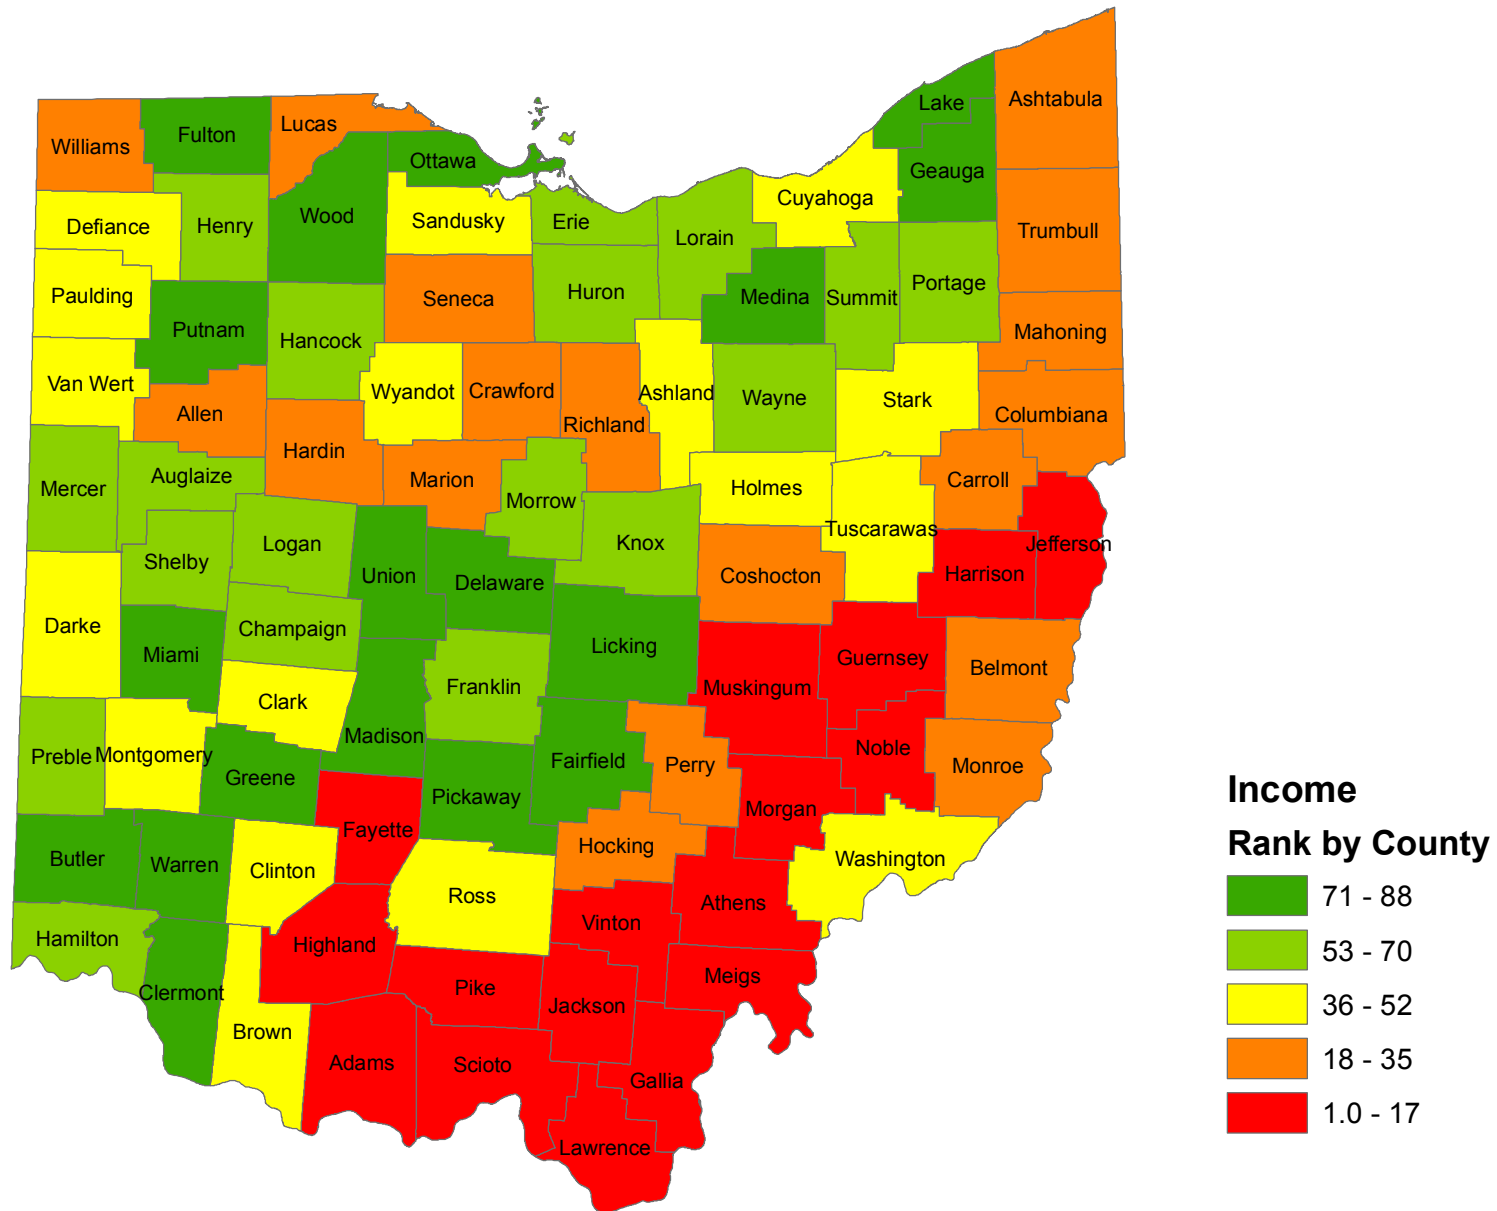 Lake
Ashtabula
Lucas
Fulton
Williams
Ottawa
Geauga
Cuyahoga
Wood
Sandusky
Erie
Henry
Defiance
Lorain
Trumbull
Portage
Huron
Paulding
Medina
Summit
Seneca
Putnam
Mahoning
Hancock
Van Wert
Wyandot
Crawford
Ashland
Wayne
Stark
Allen
Columbiana
Richland
Hardin
Auglaize
Marion
Carroll
Mercer
Holmes
Morrow
Tuscarawas
Logan
Knox
Jefferson
Shelby
Union
Coshocton
Harrison
Delaware
Darke
Champaign
Licking
Miami
Guernsey
Belmont
Franklin
Muskingum
Clark
Madison
Noble
Preble
Montgomery
Fairfield
Perry
Monroe
Greene
Pickaway
Morgan
Fayette
Hocking
Butler
Warren
Washington
Clinton
Ross
Athens
Vinton
Hamilton
Highland
Meigs
Pike
Clermont
Jackson
Brown
Adams
Scioto
Gallia
Lawrence
Income
Rank by County
71 - 88
53 - 70
36 - 52
18 - 35
1.0 - 17